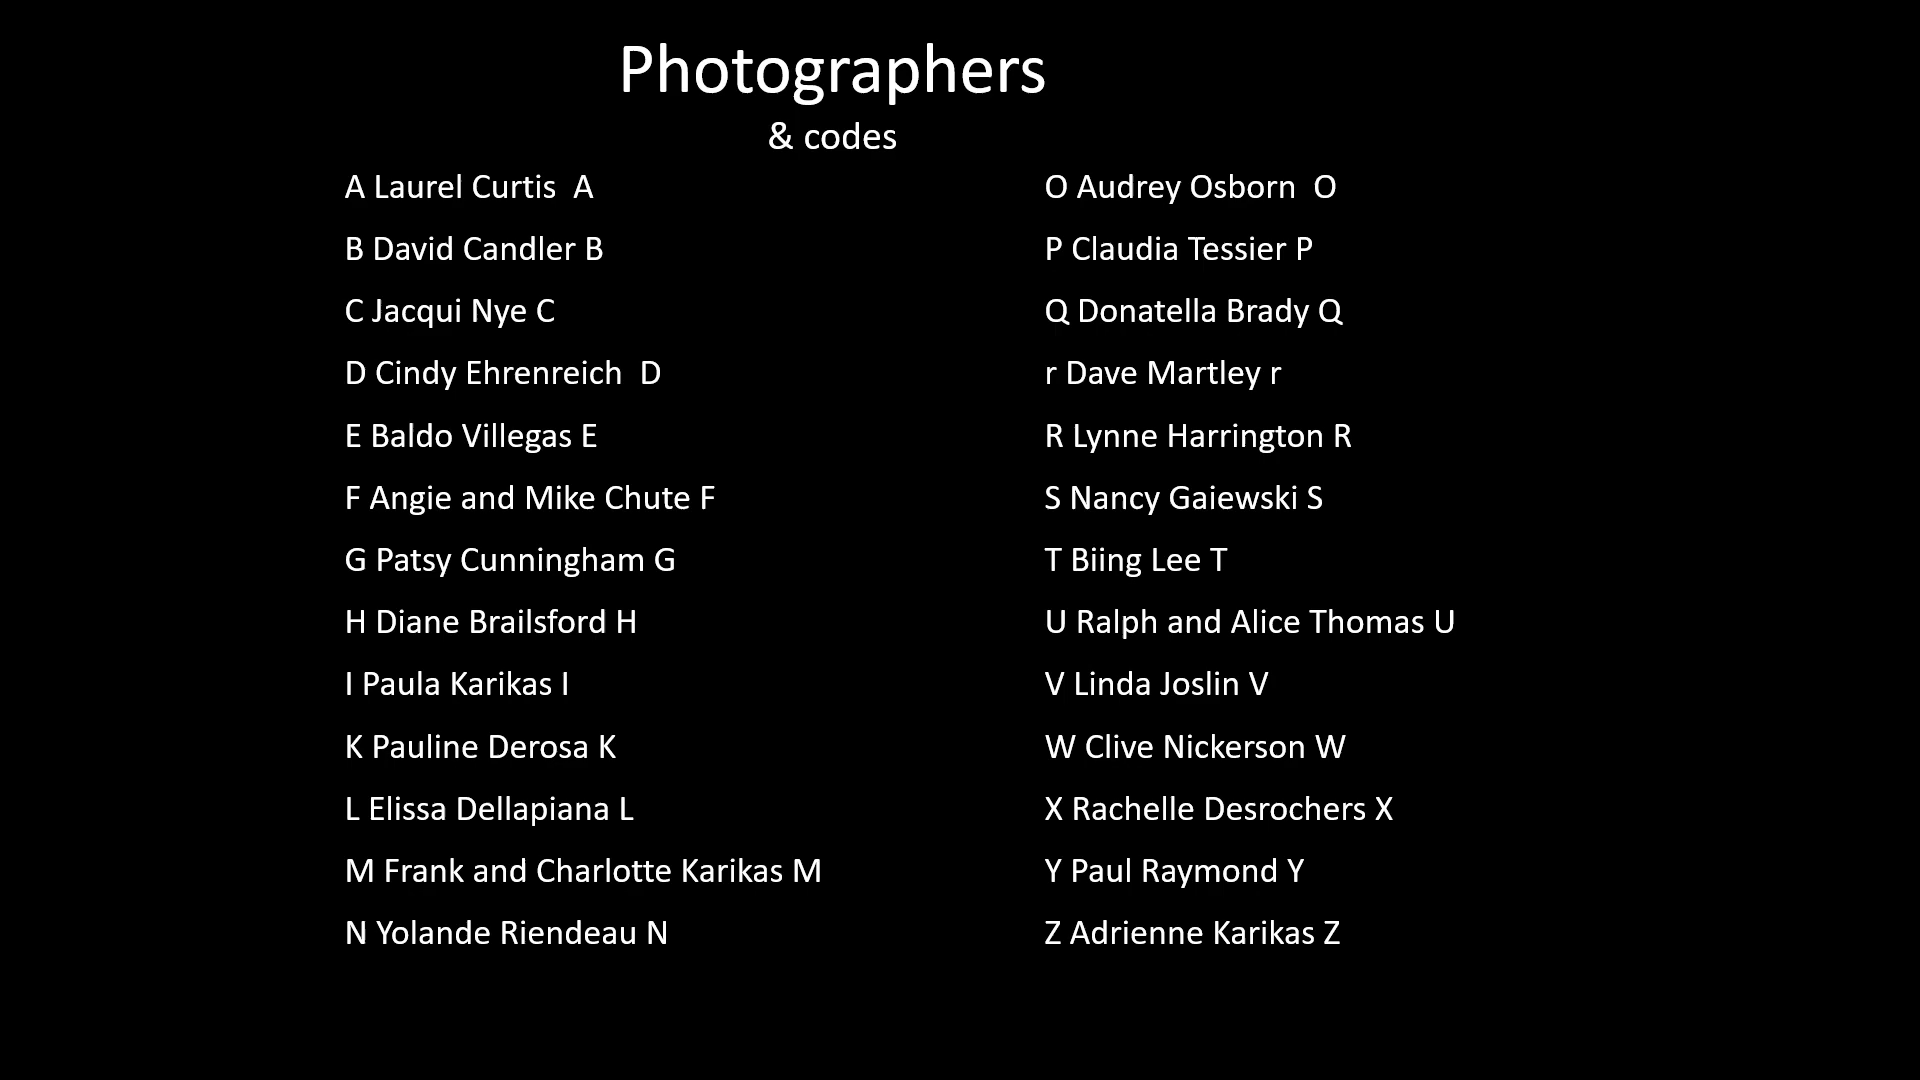 Photographers
& codes
A Laurel Curtis  A
B David Candler B
C Jacqui Nye C
D Cindy Ehrenreich  D
E Baldo Villegas E
F Angie and Mike Chute F
G Patsy Cunningham G
H Diane Brailsford H
I Paula Karikas I
K Pauline Derosa K
L Elissa Dellapiana L
M Frank and Charlotte Karikas M
N Yolande Riendeau N
O Audrey Osborn  O
P Claudia Tessier P
Q Donatella Brady Q
r Dave Martley r
R Lynne Harrington R
S Nancy Gaiewski S
T Biing Lee T
U Ralph and Alice Thomas U
V Linda Joslin V
W Clive Nickerson W
X Rachelle Desrochers X
Y Paul Raymond Y
Z Adrienne Karikas Z